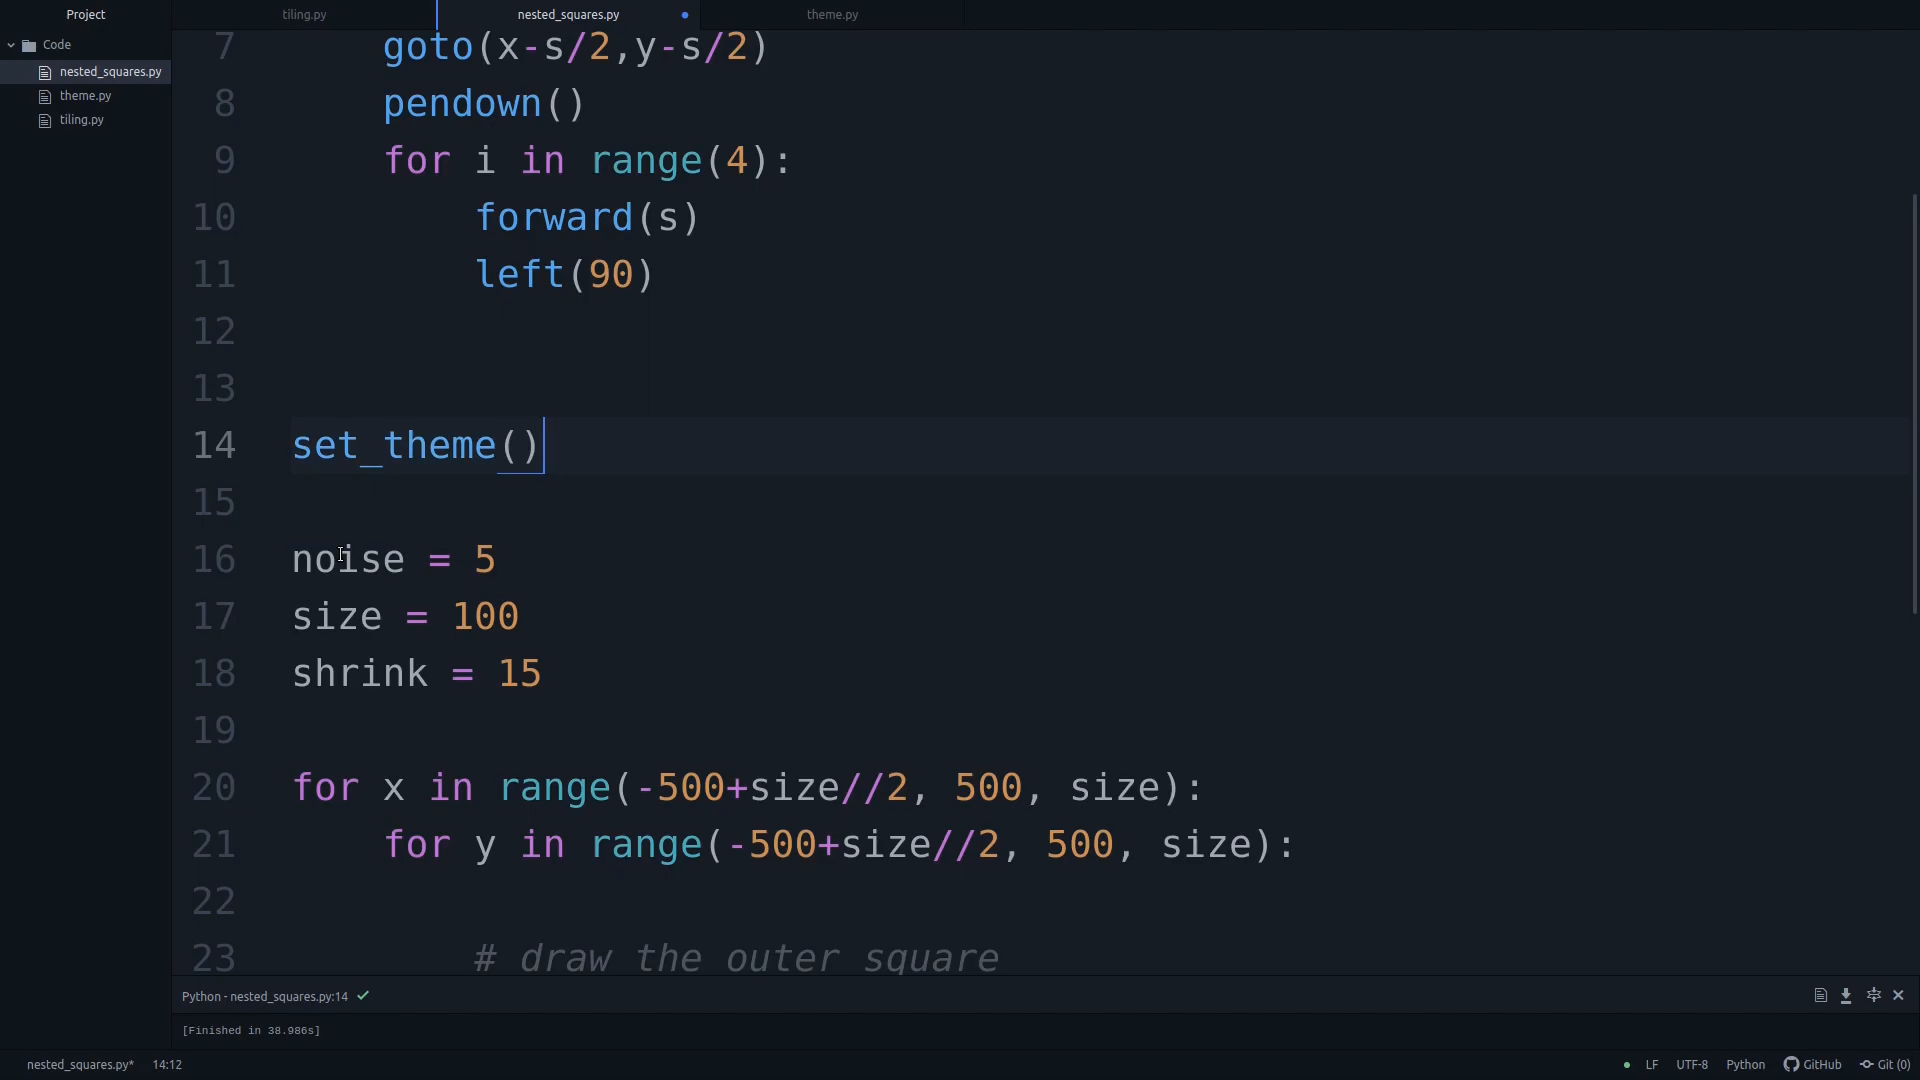 Project
tiling.py
nested_squares.py
theme.py
Code
nested_squares.py
theme.py
tiling.py
7 goto(x-s/2,y-s/2)
8 pendown()
9 for i in range(4):
10 forward(s)
11 left(90)
12
13
14 set_theme()
15
16 noise = 5
17 size = 100
18 shrink = 15
19
20 for x in range(-500+size//2, 500, size):
21 for y in range(-500+size//2, 500, size):
22
23 # draw the outer square
Python - nested_squares.py:14
[Finished in 38.986s]
nested_squares.py* 14:12
LF UTF-8 Python GitHub Git (0)